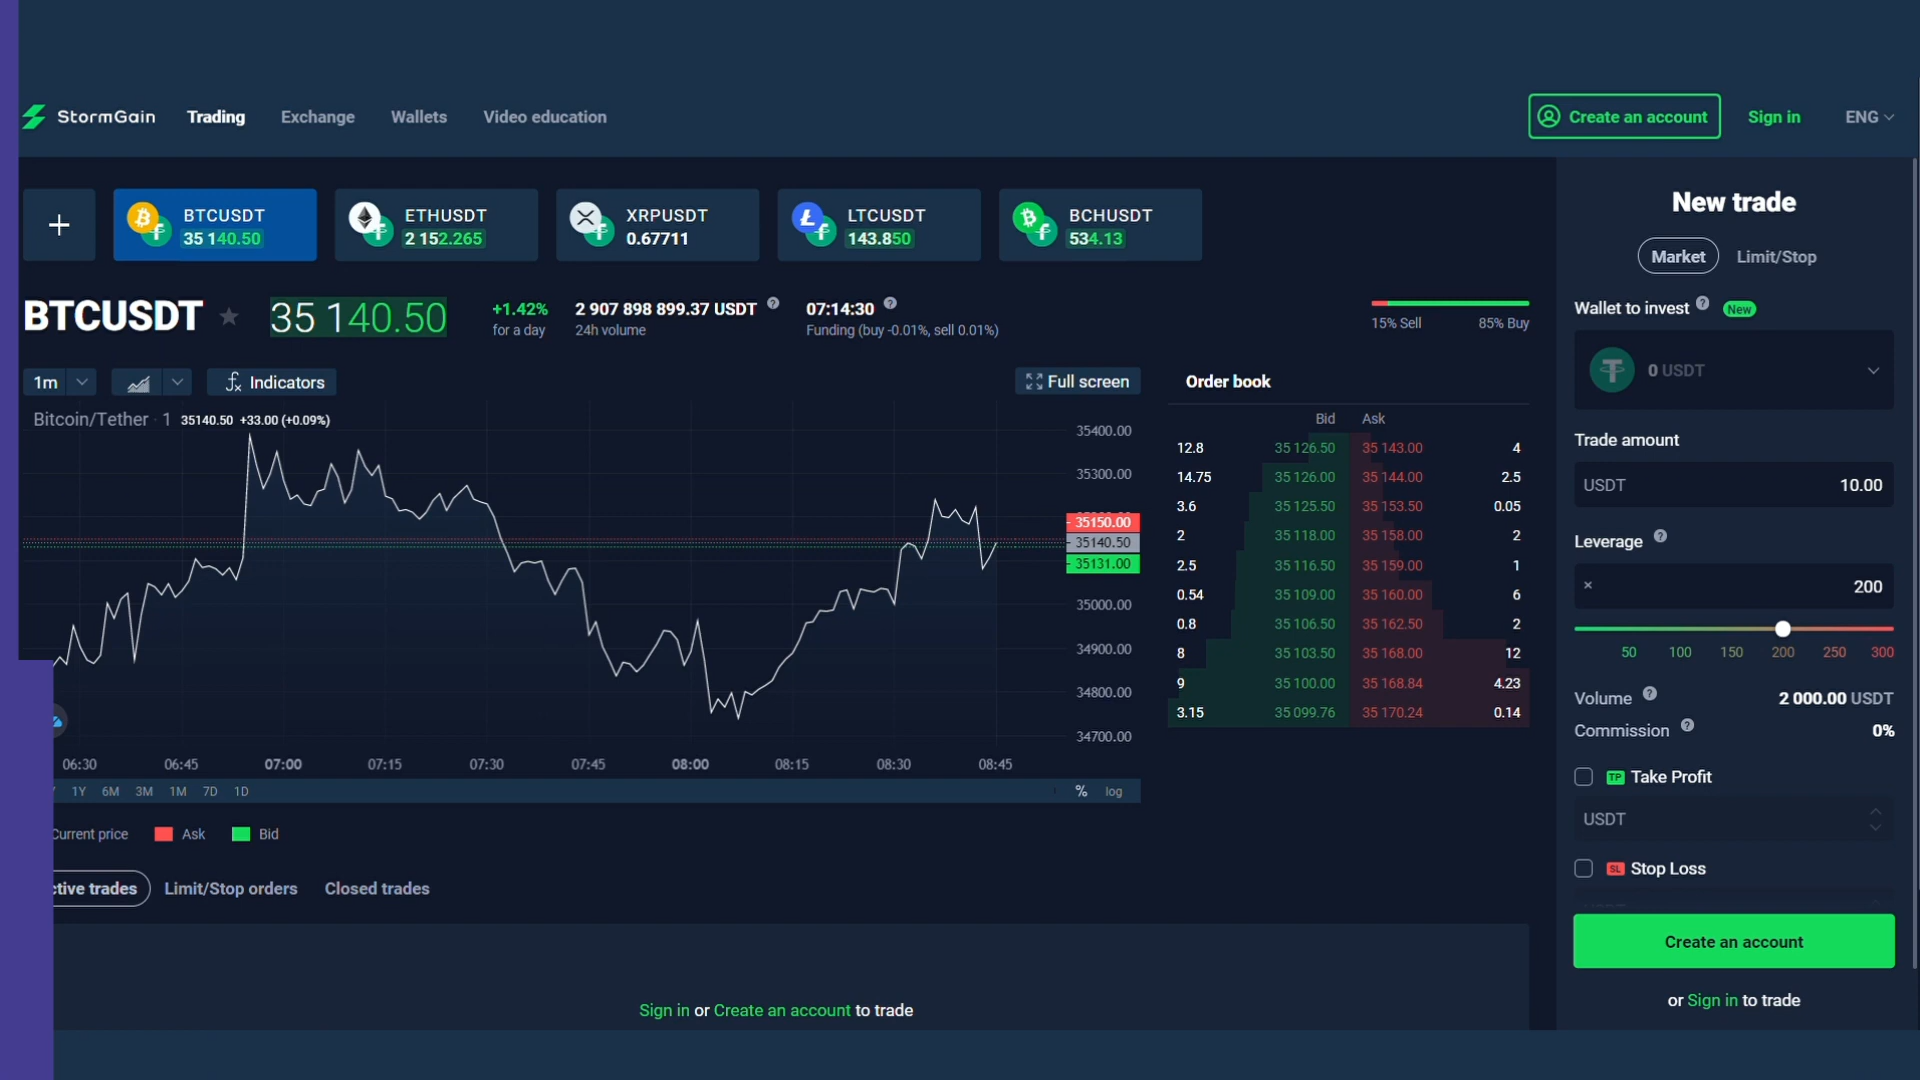 StormGain
Trading
Exchange
Wallets
Video education
Create an account
Sign in
ENG
+
BTCUSDT
35 140.50
ETHUSDT
2 152.265
XRPUSDT
0.67711
LTCUSDT
143.850
BCHUSDT
534.13
BTCUSDT
35 140.50
+1.42%
for a day
2 907 898 899.37 USDT
24h volume
07:14:30
Funding (buy -0.01%, sell 0.01%)
15% Sell
85% Buy
1m
Indicators
Full screen
Bitcoin/Tether · 1 35140.50 +33.00 (+0.09%)
35400.00
35300.00
35150.00
35140.50
35131.00
35000.00
34900.00
34800.00
34700.00
06:30 06:45 07:00 07:15 07:30 07:45 08:00 08:15 08:30 08:45
1Y 6M 3M 1M 7D 1D
% log
Current price
Ask
Bid
ctive trades
Limit/Stop orders
Closed trades
Sign in or Create an account to trade
Order book
Bid Ask
12.8 35 126.50 35 143.00 4
14.75 35 126.00 35 144.00 2.5
3.6 35 125.50 35 153.50 0.05
2 35 118.00 35 158.00 2
2.5 35 116.50 35 159.00 1
0.54 35 109.00 35 160.00 6
0.8 35 106.50 35 162.50 2
8 35 103.50 35 168.00 12
9 35 100.00 35 168.84 4.23
3.15 35 099.76 35 170.24 0.14
New trade
Market
Limit/Stop
Wallet to invest ? New
0 USDT
Trade amount
USDT 10.00
Leverage ?
× 200
50 100 150 200 250 300
Volume ? 2 000.00 USDT
Commission ? 0%
TP Take Profit
USDT
SL Stop Loss
Create an account
or Sign in to trade